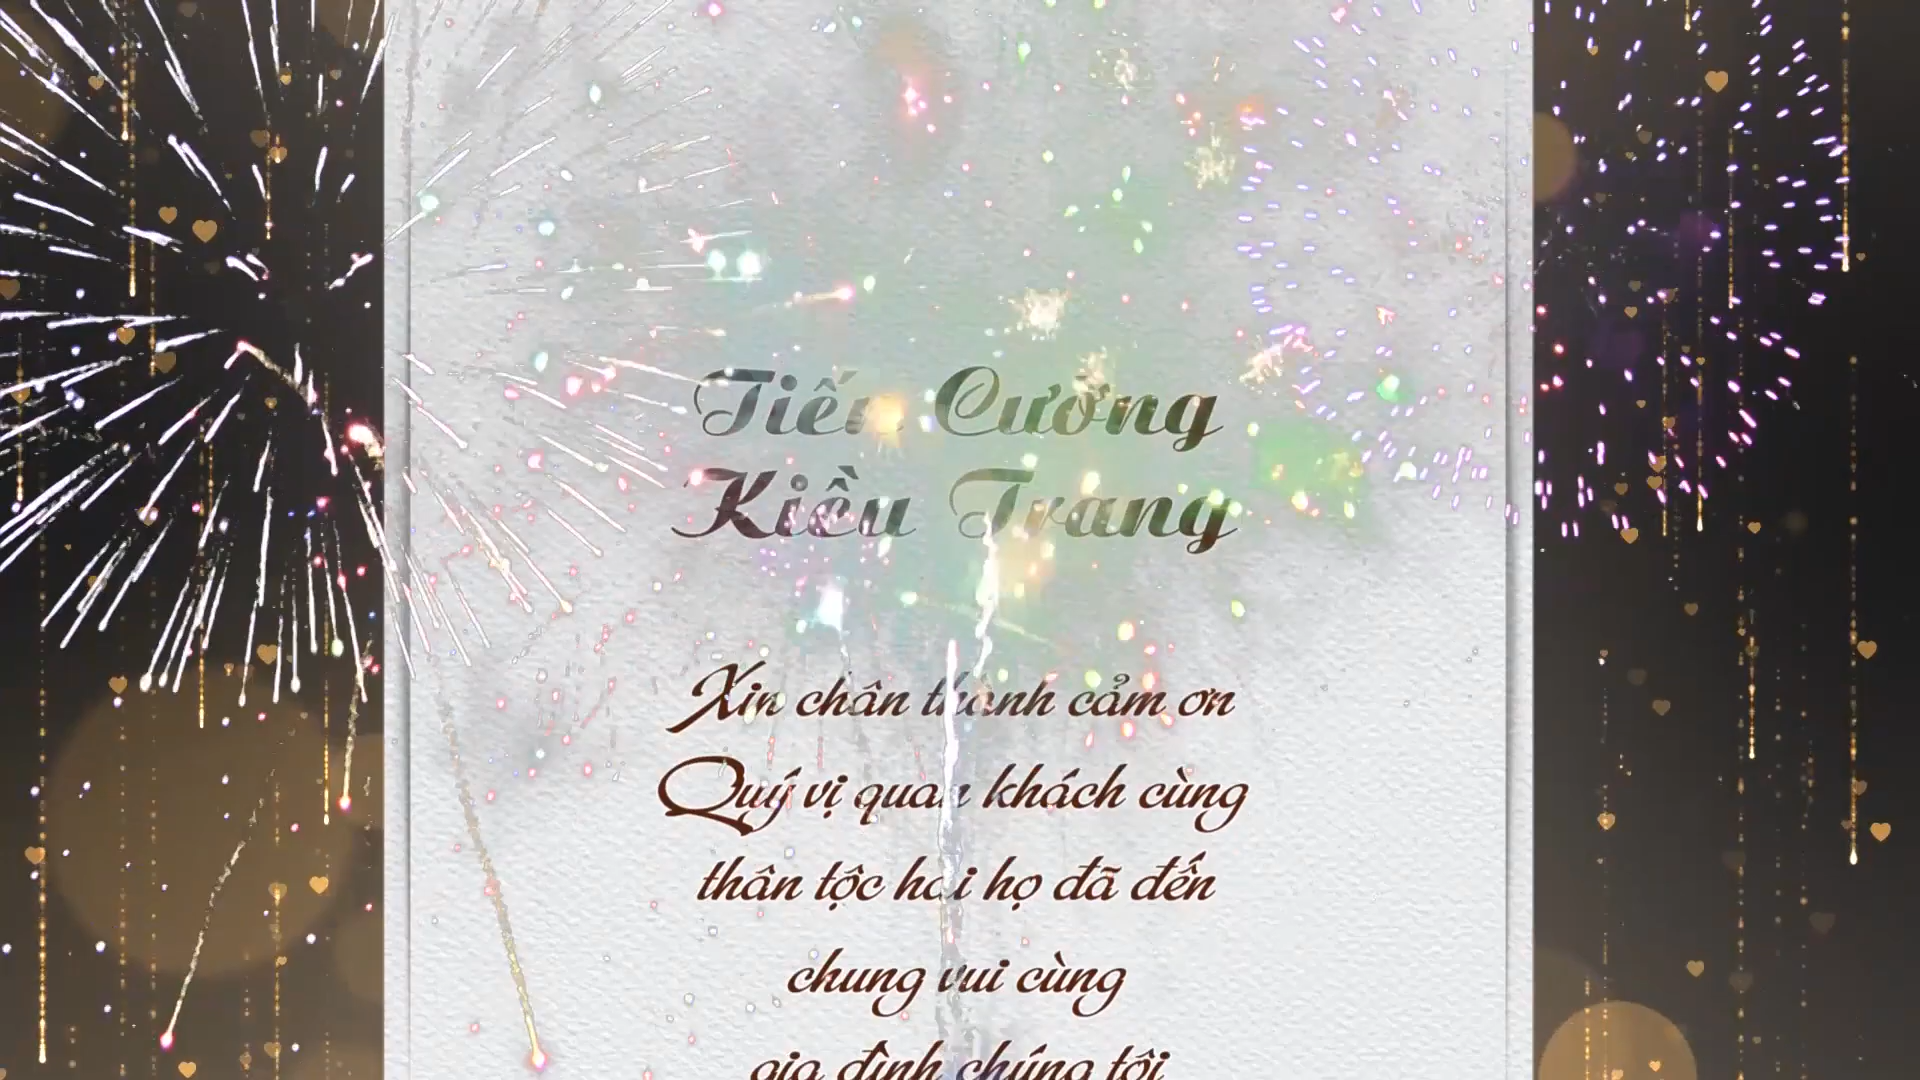 Tiến Cường
Kiều Trang
Xin chân thành cảm ơn
Quý vị quan khách cùng
thân tộc hai họ đã đến
chung vui cùng
gia đình chúng tôi